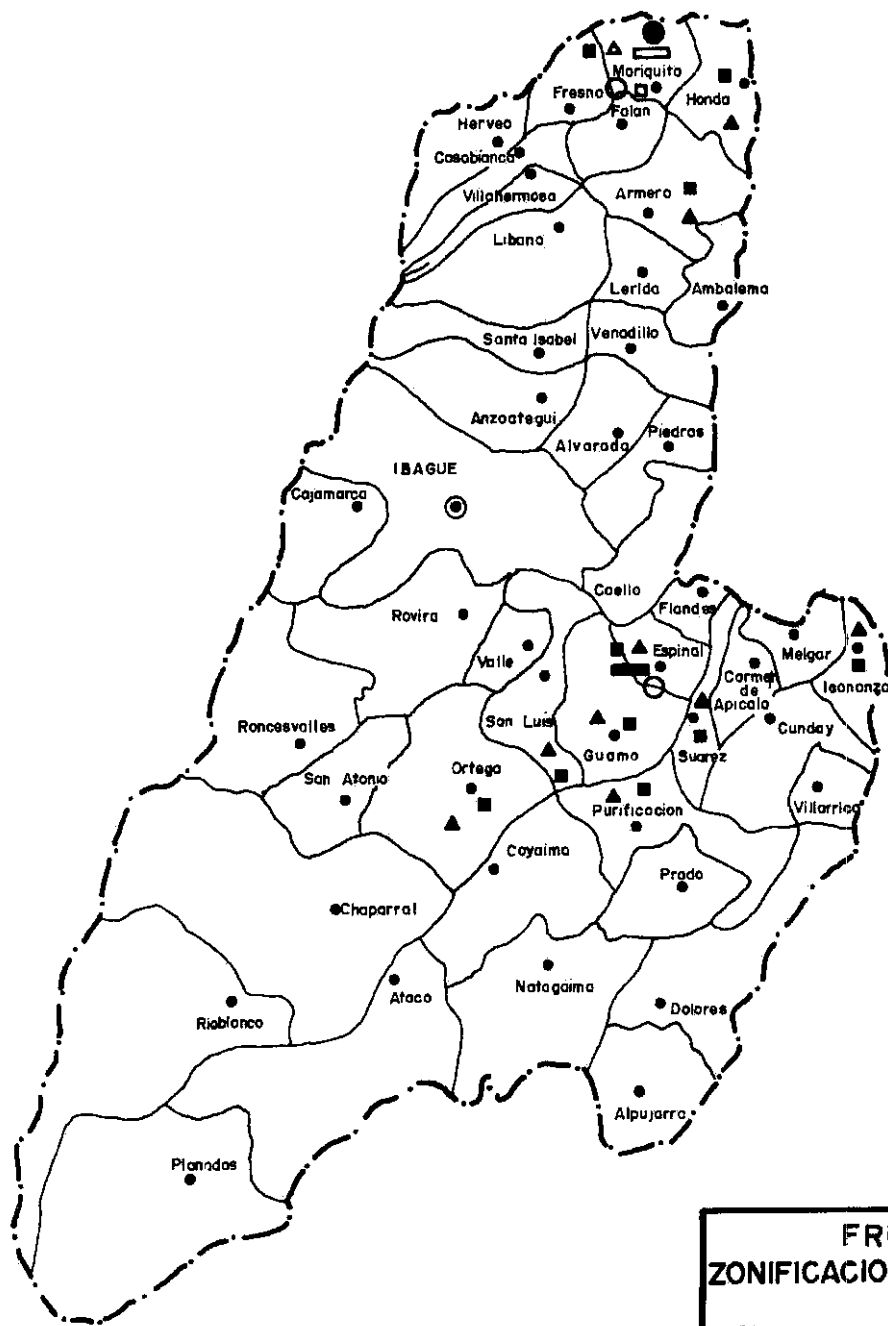 Mariquita
Fresno
Honda
Falan
Herveo
Casabianca
Villahermosa
Armero
Libano
Lerida
Ambalema
Santa Isabel
Venadillo
Anzoategui
Alvarado
Piedras
IBAGUE
Cajamarca
Coello
Flandes
Rovira
Valle
Espinal
Melgar
Carmen de Apicala
Icononzo
San Luis
Cunday
Roncesvalles
Guamo
Suarez
Ortega
San Atonio
Villarrica
Purificacion
Coyaima
Prado
Chaparral
Natagaima
Ataco
Rioblanco
Dolores
Alpujarra
Planadas
FR
ZONIFICACIO